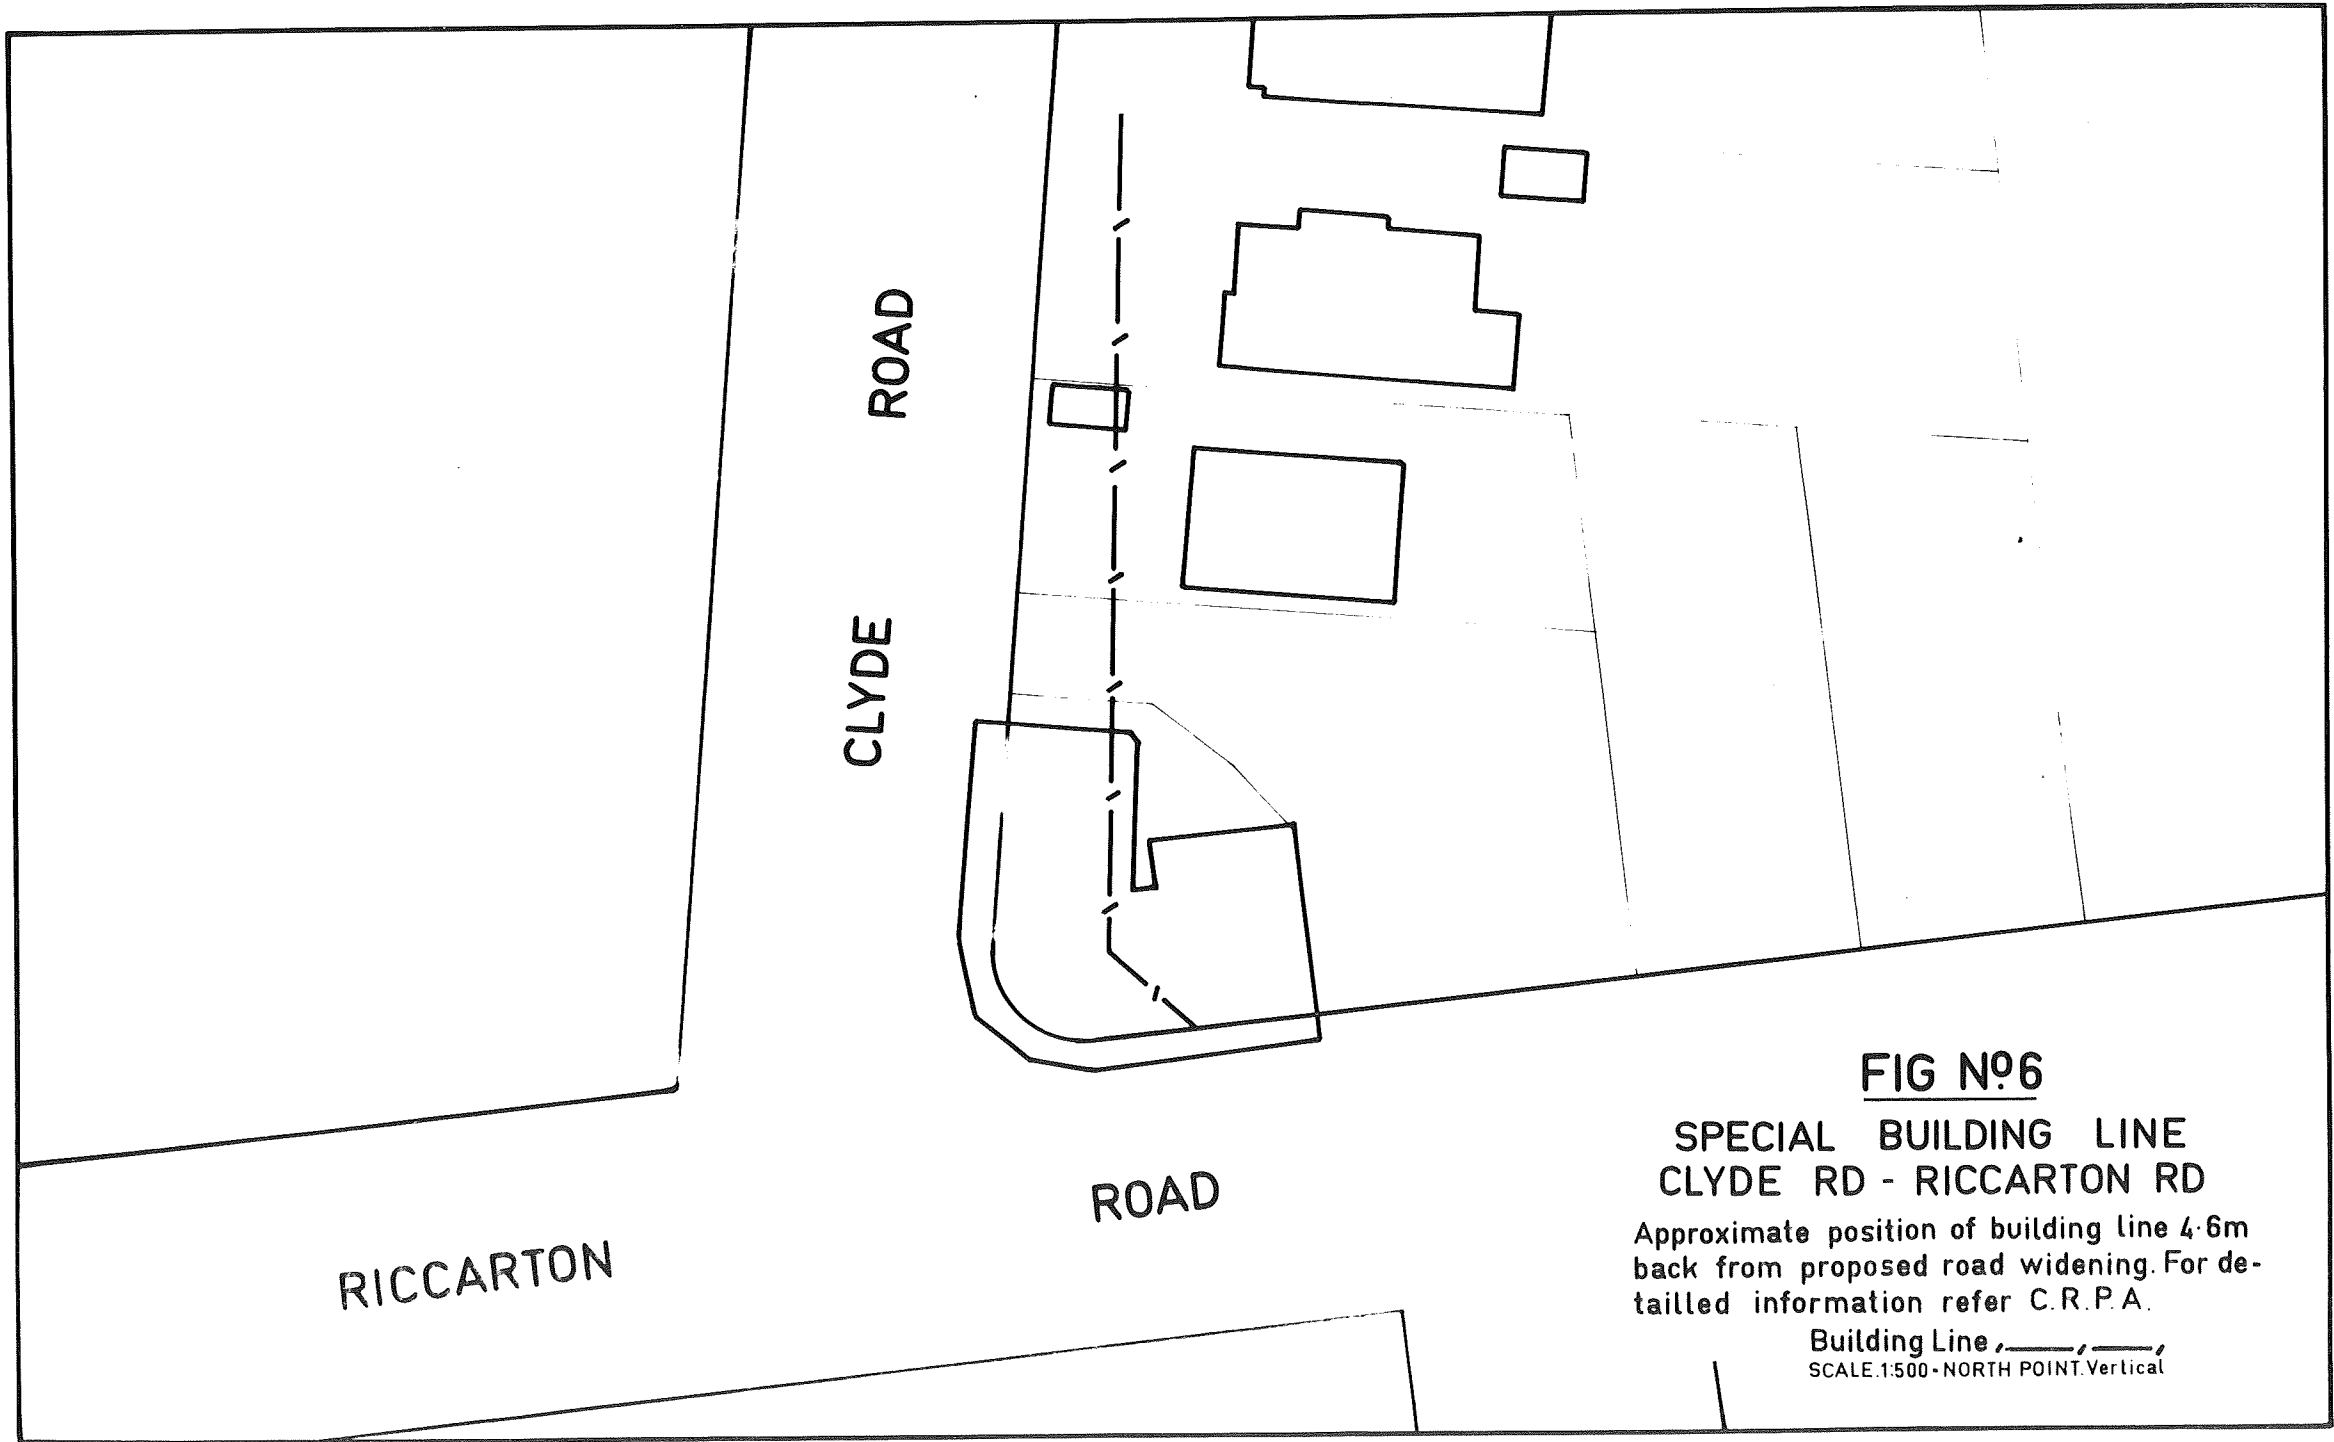 CLYDE ROAD
RICCARTON ROAD
FIG Nº6
SPECIAL BUILDING LINE
CLYDE RD - RICCARTON RD
Approximate position of building line 4·6m
back from proposed road widening. For de-
tailled information refer C.R.P.A.
Building Line
SCALE.1:500-NORTH POINT.Vertical